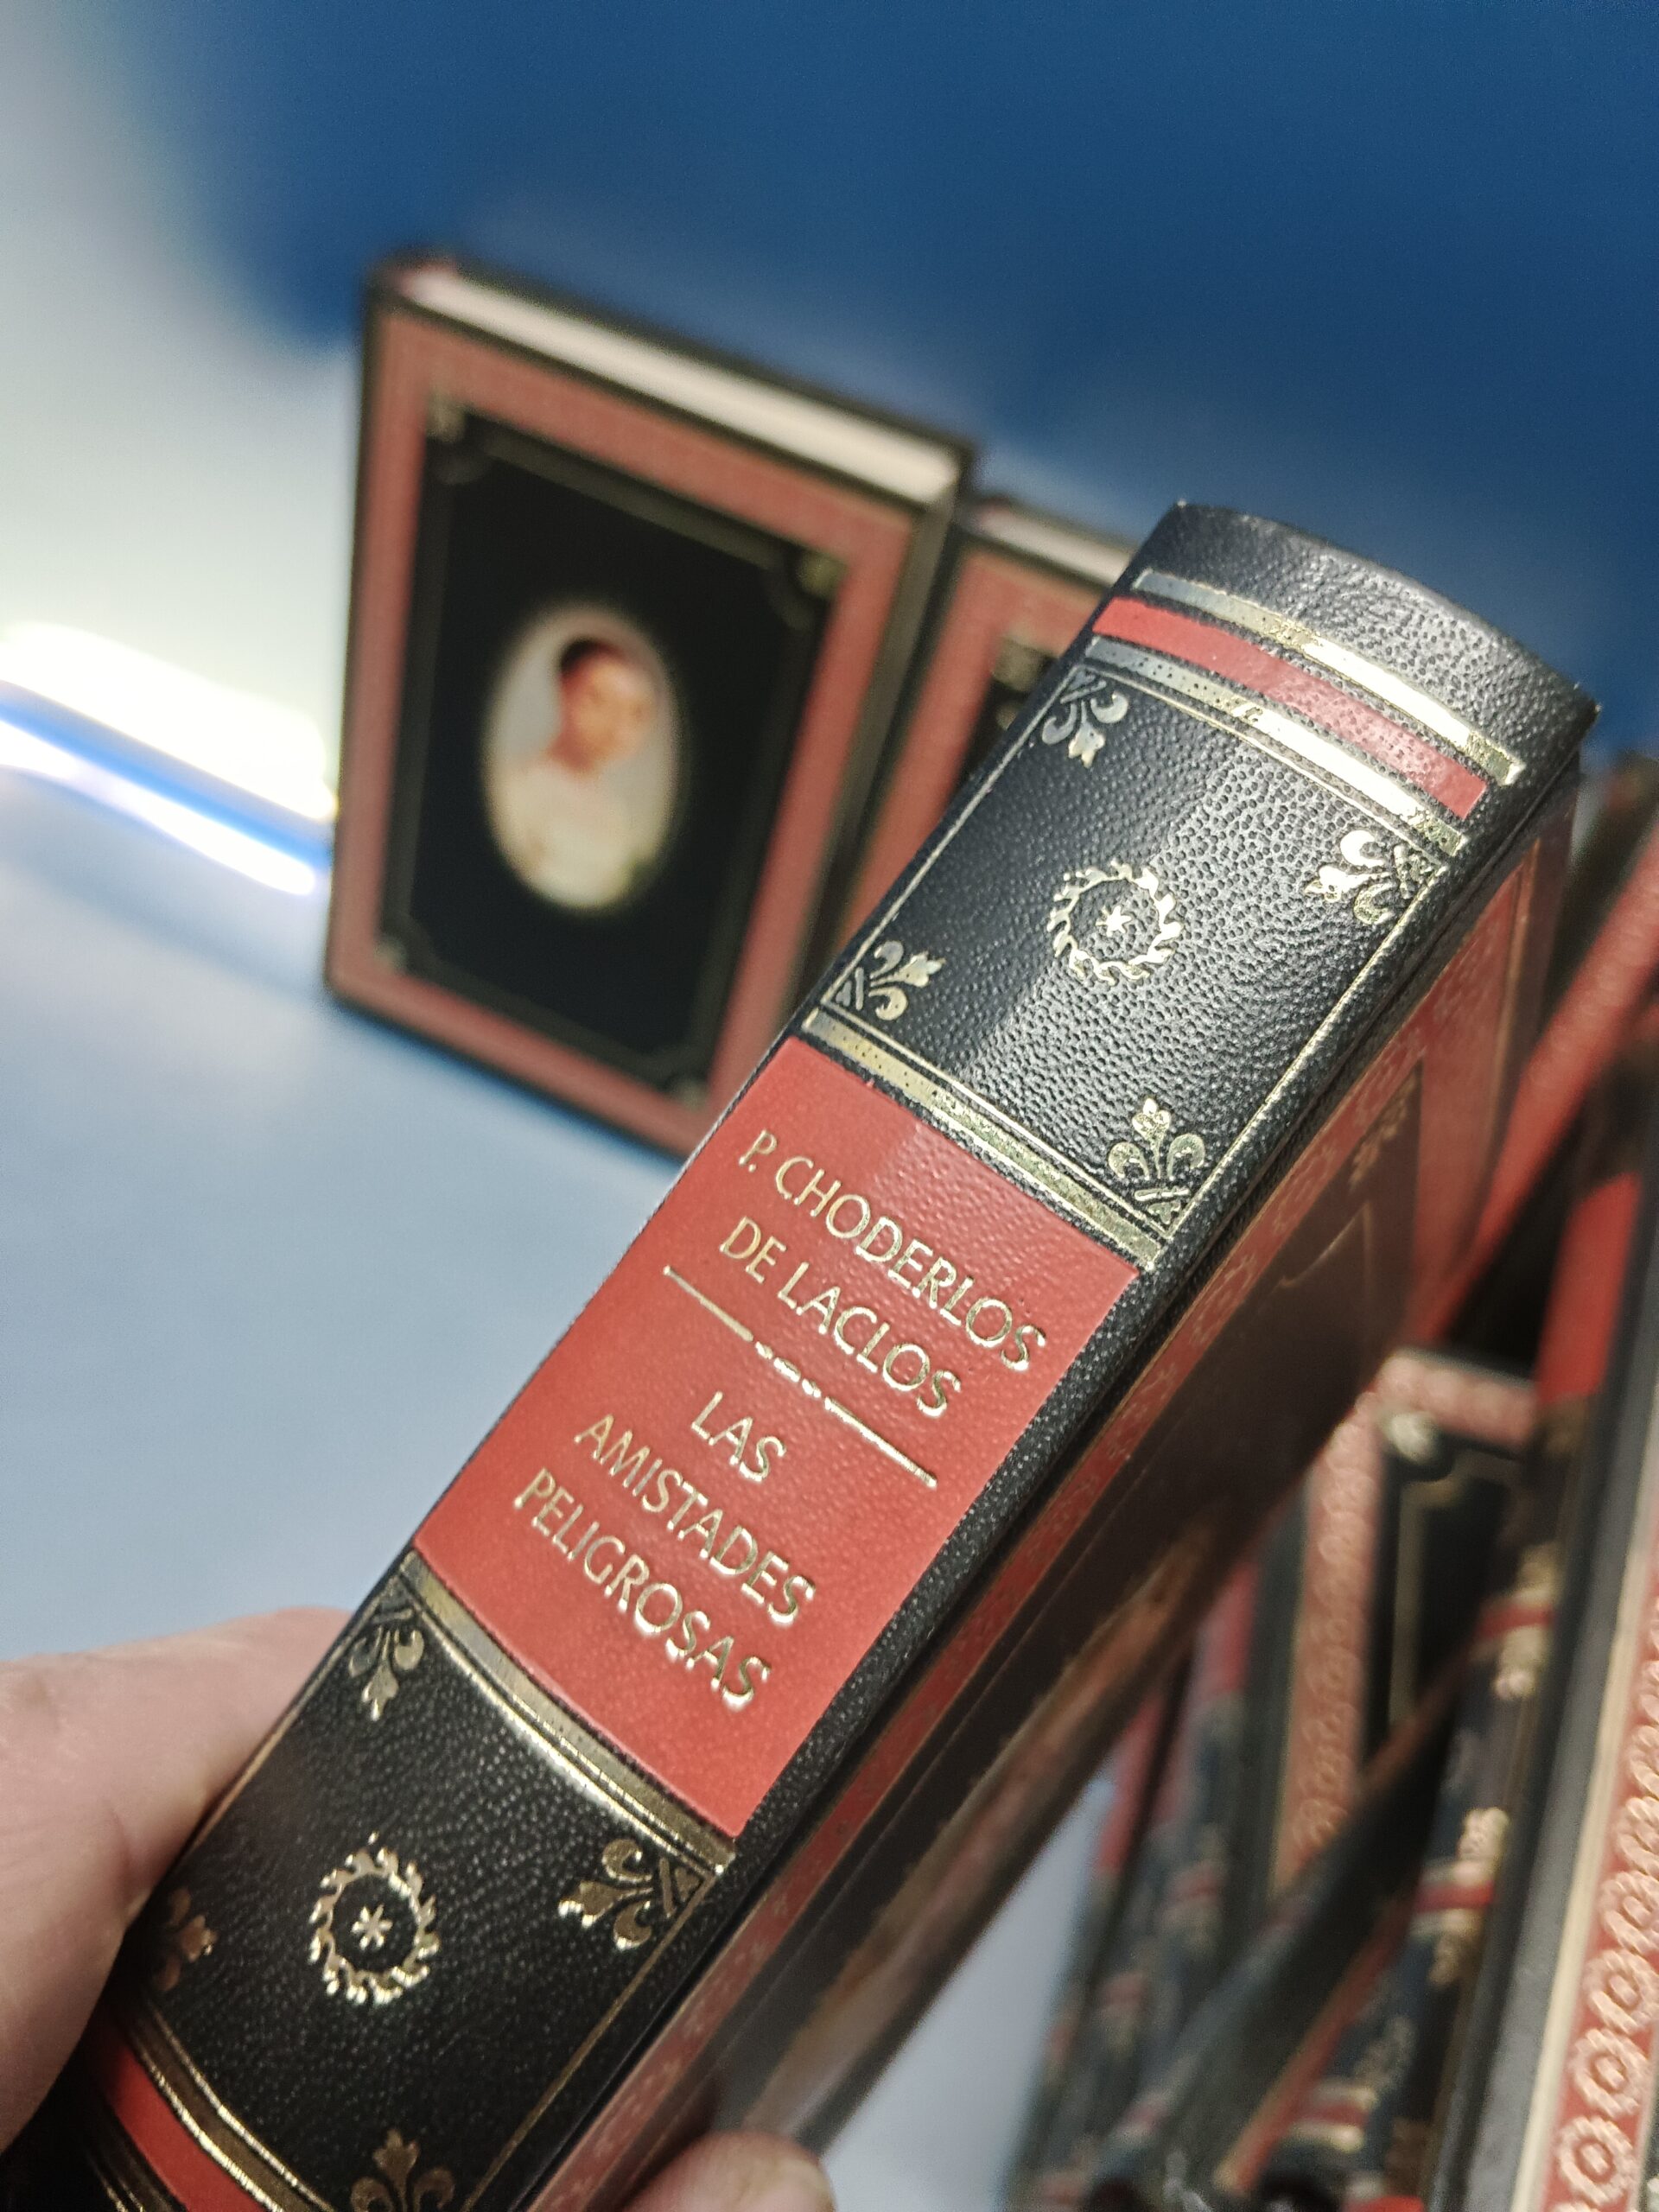 P. CHODERLOS
DE LACLOS
LAS
AMISTADES
PELIGROSAS